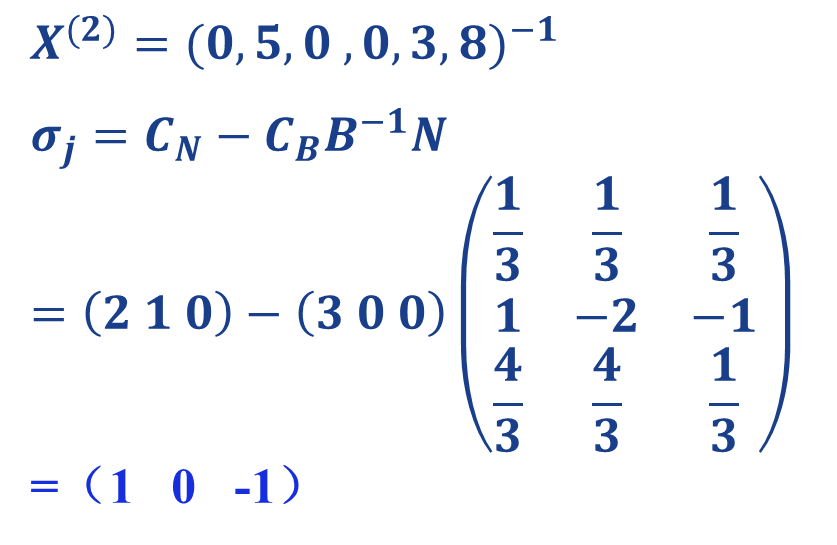 X^(2) = (0, 5, 0 , 0, 3, 8)^−1
σ_j = C_N − C_B B^−1 N
= (2 1 0) − (3 0 0) ( 1/3 1/3 1/3
1 −2 −1
4/3 4/3 1/3 )
= (1 0 -1)